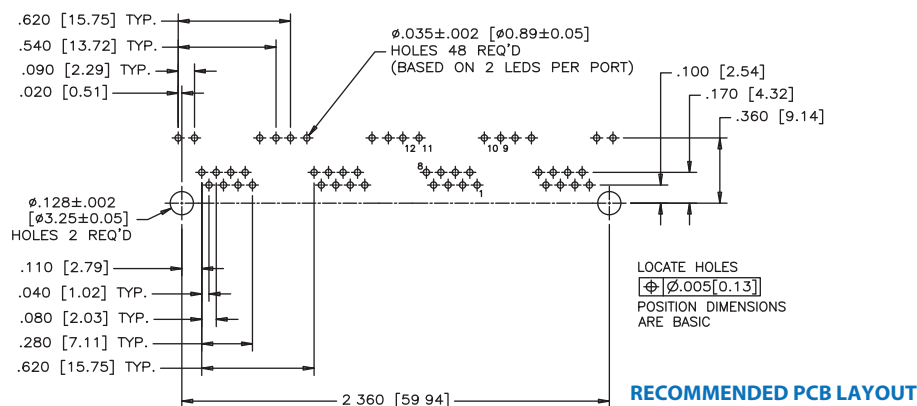 .620 [15.75] TYP.
.540 [13.72] TYP.
.090 [2.29] TYP.
.020 [0.51]
ø.035±.002 [ø0.89±0.05]
HOLES 48 REQ'D
(BASED ON 2 LEDS PER PORT)
.100 [2.54]
.170 [4.32]
.360 [9.14]
12 11
10 9
8
1
ø.128±.002
[ø3.25±0.05]
HOLES 2 REQ'D
.110 [2.79]
.040 [1.02] TYP.
.080 [2.03] TYP.
.280 [7.11] TYP.
.620 [15.75] TYP.
LOCATE HOLES
⌖ Ø.005[0.13]
POSITION DIMENSIONS
ARE BASIC
2 360 [59 94]
RECOMMENDED PCB LAYOUT